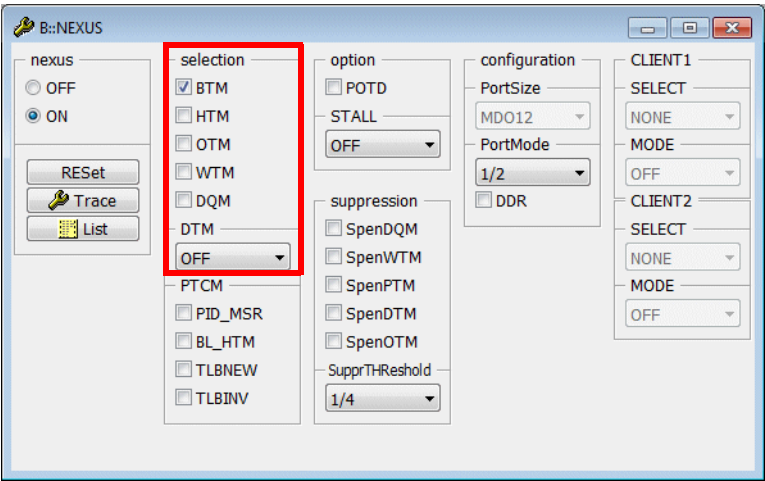 B::NEXUS
nexus
OFF
ON
RESet
Trace
List
selection
BTM
HTM
OTM
WTM
DQM
DTM
OFF
PTCM
PID_MSR
BL_HTM
TLBNEW
TLBINV
option
POTD
STALL
OFF
suppression
SpenDQM
SpenWTM
SpenPTM
SpenDTM
SpenOTM
SupprTHReshold
1/4
configuration
PortSize
MDO12
PortMode
1/2
DDR
CLIENT1
SELECT
NONE
MODE
OFF
CLIENT2
SELECT
NONE
MODE
OFF